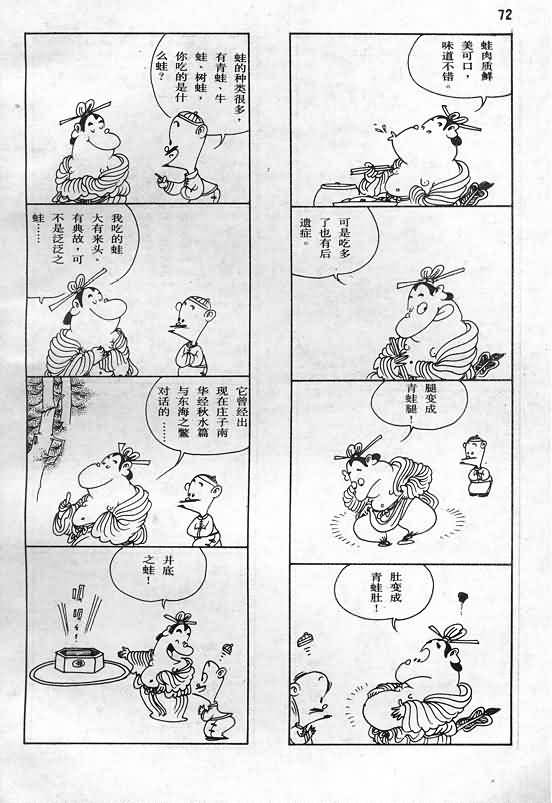 72
蛙肉质鲜
美可口，
味道不错。
可是吃多
了也有后
遗症。
腿变成
青蛙腿！
肚变成
青蛙肚！
蛙的种类很多，
有青蛙、牛
蛙、树蛙，
你吃的是什
么蛙？
我吃的蛙
大有来头、
有典故，可
不是泛泛之
蛙……
它曾经出
现在庄子南
华经秋水篇
与东海之鳖
对话的……
井底
之蛙！